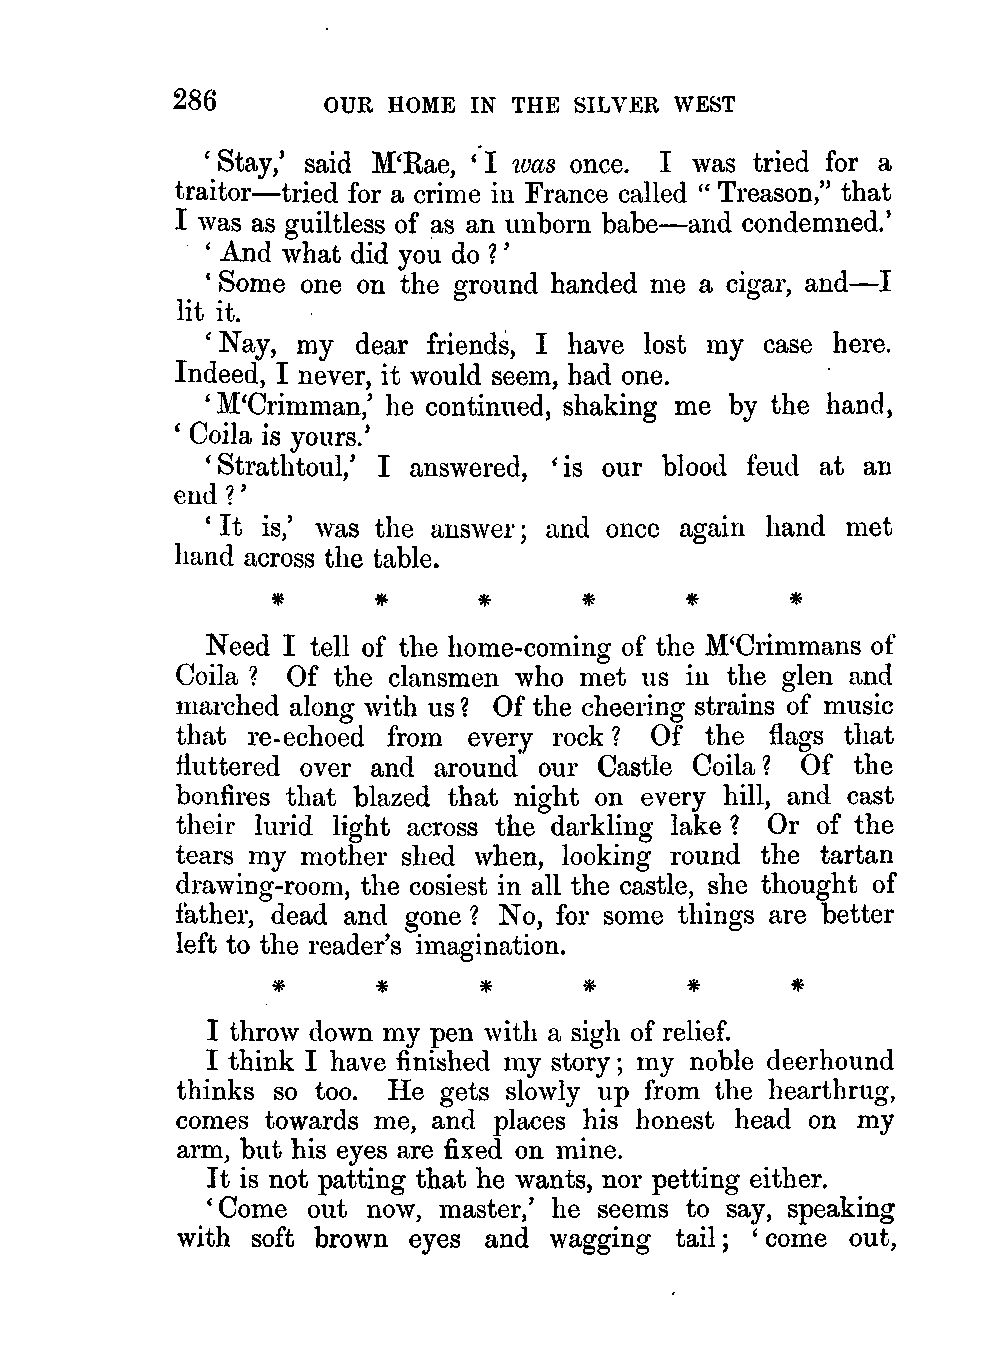 286 OUR HOME IN THE SILVER WEST
‘Stay,’ said M‘Rae, ‘I was once. I was tried for a
traitor—tried for a crime in France called “Treason,” that
I was as guiltless of as an unborn babe—and condemned.’
‘And what did you do?’
‘Some one on the ground handed me a cigar, and—I
lit it.
‘Nay, my dear friends, I have lost my case here.
Indeed, I never, it would seem, had one.
‘M‘Crimman,’ he continued, shaking me by the hand,
‘Coila is yours.’
‘Strathtoul,’ I answered, ‘is our blood feud at an
end?’
‘It is,’ was the answer; and once again hand met
hand across the table.
* * * * * *
Need I tell of the home-coming of the M‘Crimmans of
Coila? Of the clansmen who met us in the glen and
marched along with us? Of the cheering strains of music
that re-echoed from every rock? Of the flags that
fluttered over and around our Castle Coila? Of the
bonfires that blazed that night on every hill, and cast
their lurid light across the darkling lake? Or of the
tears my mother shed when, looking round the tartan
drawing-room, the cosiest in all the castle, she thought of
father, dead and gone? No, for some things are better
left to the reader’s imagination.
* * * * * *
I throw down my pen with a sigh of relief.
I think I have finished my story; my noble deerhound
thinks so too. He gets slowly up from the hearthrug,
comes towards me, and places his honest head on my
arm, but his eyes are fixed on mine.
It is not patting that he wants, nor petting either.
‘Come out now, master,’ he seems to say, speaking
with soft brown eyes and wagging tail; ‘come out,